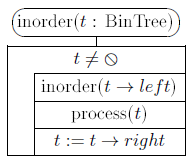 inorder(t : BinTree)
t ≠ ⦸
inorder(t → left)
process(t)
t := t → right